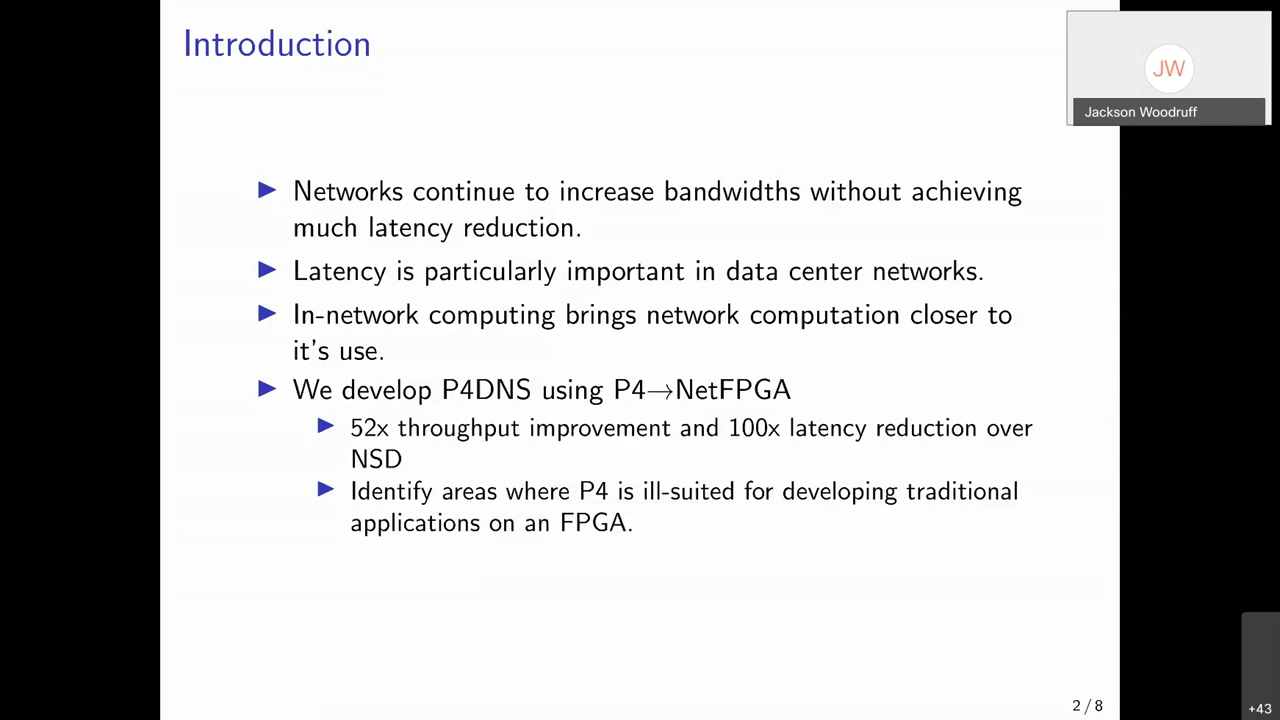 Introduction
JW
Jackson Woodruff
▶ Networks continue to increase bandwidths without achieving
much latency reduction.
▶ Latency is particularly important in data center networks.
▶ In-network computing brings network computation closer to
it's use.
▶ We develop P4DNS using P4→NetFPGA
▶ 52x throughput improvement and 100x latency reduction over
NSD
▶ Identify areas where P4 is ill-suited for developing traditional
applications on an FPGA.
2 / 8
+43